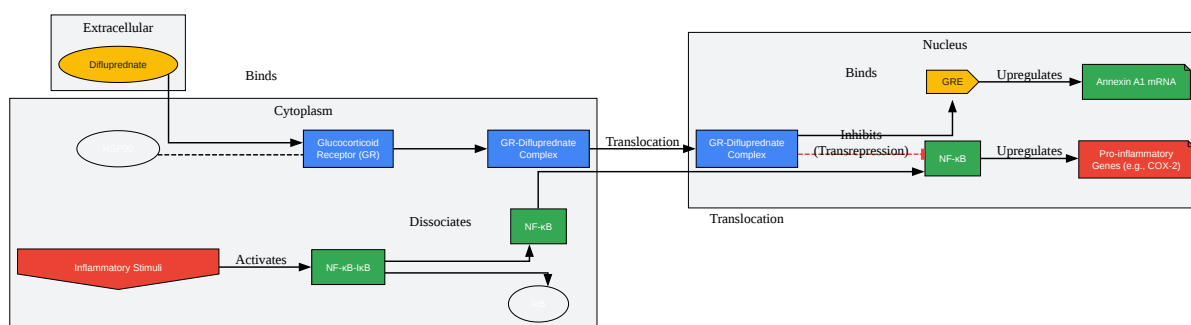 Extracellular
Difluprednate
Binds
Cytoplasm
HSP90
Glucocorticoid
Receptor (GR)
GR-Difluprednate
Complex
Translocation
Nucleus
Binds
GRE
Upregulates
Annexin A1 mRNA
GR-Difluprednate
Complex
Inhibits
(Transrepression)
NF-κB
Upregulates
Pro-inflammatory
Genes (e.g., COX-2)
Translocation
Dissociates
NF-κB
Inflammatory Stimuli
Activates
NF-κB-IκB
IκB